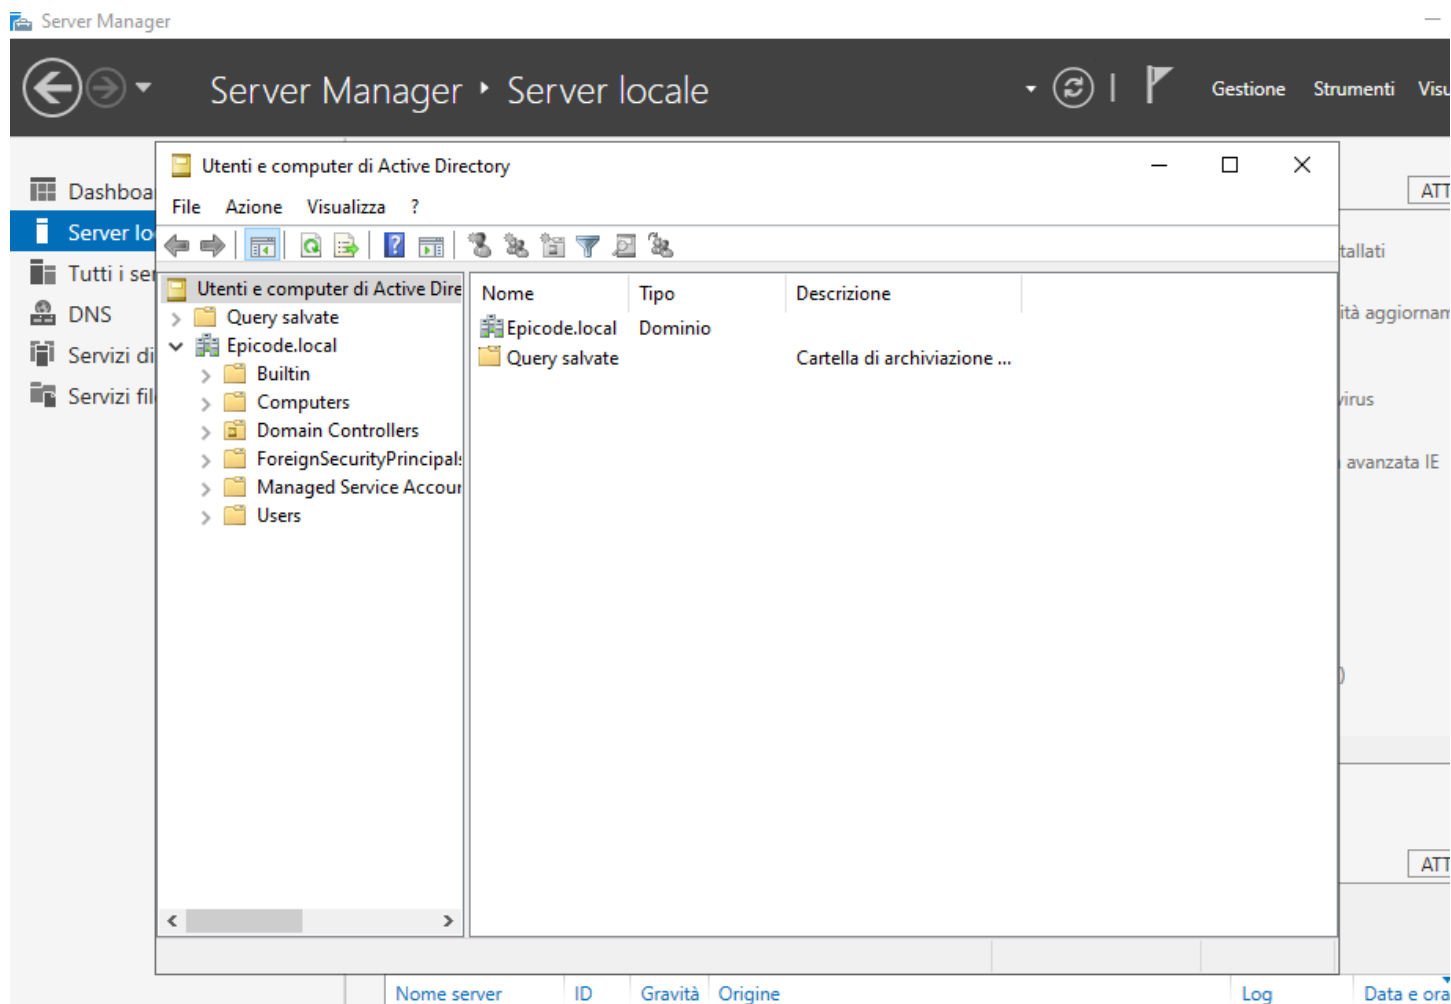 Server Manager
Server Manager Server locale
Gestione Strumenti Visu
Utenti e computer di Active Directory
File Azione Visualizza ?
Dashboa
Server lo
Tutti i ser
DNS
Servizi di
Servizi fil
Utenti e computer di Active Dire
Query salvate
Epicode.local
Builtin
Computers
Domain Controllers
ForeignSecurityPrincipals
Managed Service Accour
Users
Nome Tipo Descrizione
Epicode.local Dominio
Query salvate Cartella di archiviazione ...
ATT
tallati
ità aggiornam
virus
avanzata IE
)
ATT
Nome server ID Gravità Origine Log Data e ora